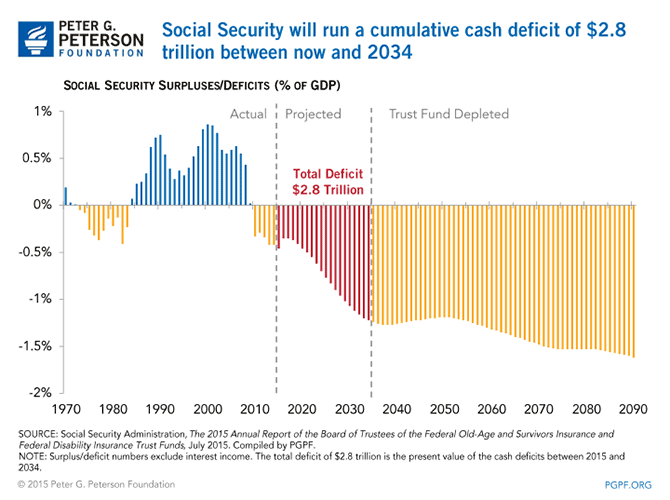 PETER G.
PETERSON
FOUNDATION
Social Security will run a cumulative cash deficit of $2.8
trillion between now and 2034
SOCIAL SECURITY SURPLUSES/DEFICITS (% OF GDP)
Actual Projected Trust Fund Depleted
1%
0.5%
Total Deficit
$2.8 Trillion
0%
-0.5%
-1%
-1.5%
-2%
1970 1980 1990 2000 2010 2020 2030 2040 2050 2060 2070 2080 2090
SOURCE: Social Security Administration, The 2015 Annual Report of the Board of Trustees of the Federal Old-Age and Survivors Insurance and
Federal Disability Insurance Trust Funds, July 2015. Compiled by PGPF.
NOTE: Surplus/deficit numbers exclude interest income. The total deficit of $2.8 trillion is the present value of the cash deficits between 2015 and
2034.
© 2015 Peter G. Peterson Foundation
PGPF.ORG